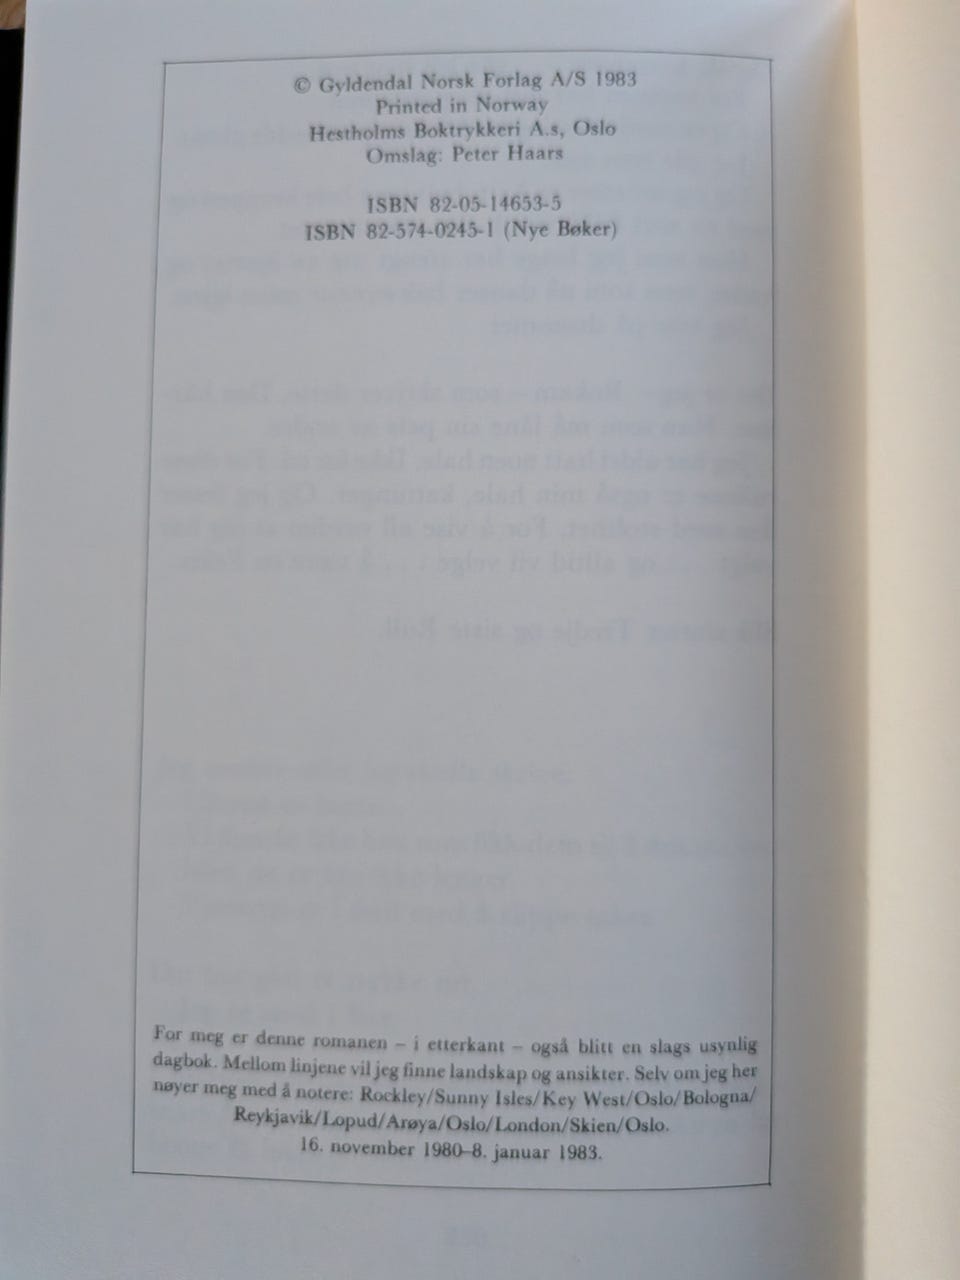 © Gyldendal Norsk Forlag A/S 1983
Printed in Norway
Hestholms Boktrykkeri A.s, Oslo
Omslag: Peter Haars
ISBN 82-05-14653-5
ISBN 82-574-0245-1 (Nye Bøker)
For meg er denne romanen – i etterkant – også blitt en slags usynlig
dagbok. Mellom linjene vil jeg finne landskap og ansikter. Selv om jeg her
nøyer meg med å notere: Rockley/Sunny Isles/Key West/Oslo/Bologna/
Reykjavik/Lopud/Arøya/Oslo/London/Skien/Oslo.
16. november 1980–8. januar 1983.